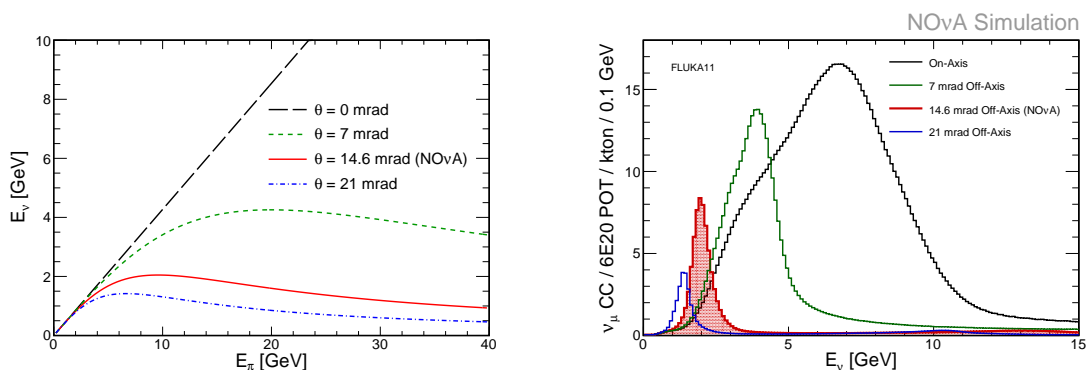 10
8
6
4
2
0
E_ν [GeV]
θ = 0 mrad
θ = 7 mrad
θ = 14.6 mrad (NOνA)
θ = 21 mrad
0 10 20 30 40
E_π [GeV]
NOνA Simulation
ν_μ CC / 6E20 POT / kton / 0.1 GeV
15
10
5
0
FLUKA11
On-Axis
7 mrad Off-Axis
14.6 mrad Off-Axis (NOνA)
21 mrad Off-Axis
0 5 10 15
E_ν [GeV]